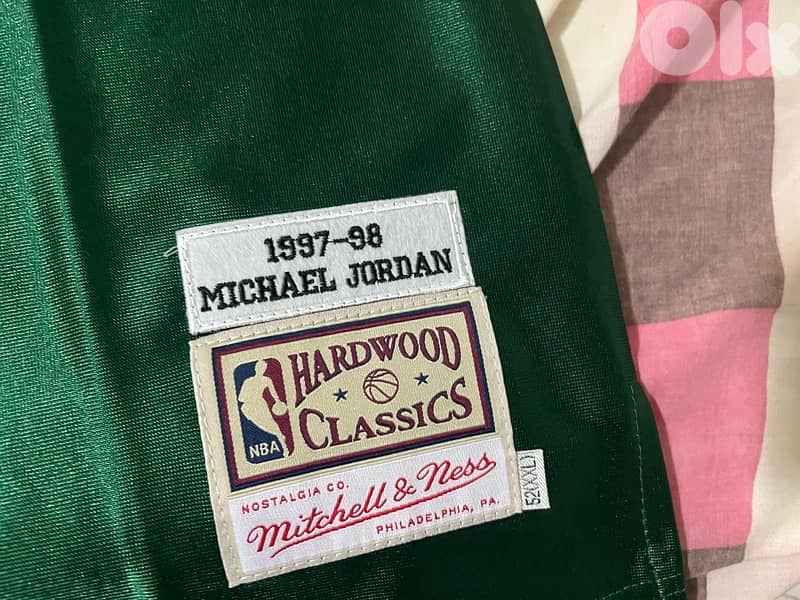 Olx
1997-98
MICHAEL JORDAN
HARDWOOD
CLASSICS
NBA
NOSTALGIA CO.
Mitchell & Ness
PHILADELPHIA, PA.
52(XXL)